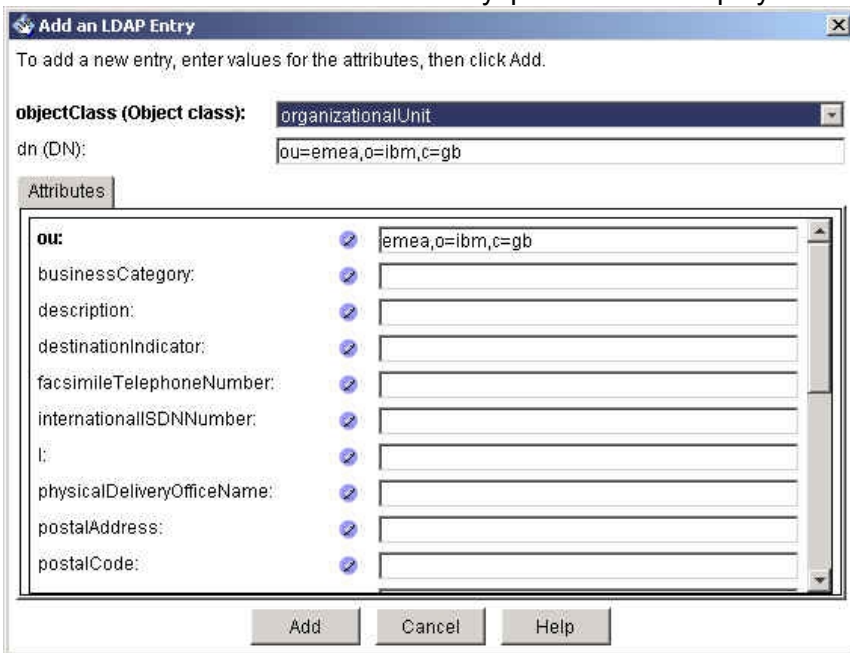 Add an LDAP Entry
To add a new entry, enter values for the attributes, then click Add.
objectClass (Object class): organizationalUnit
dn (DN): ou=emea,o=ibm,c=gb
Attributes
ou: emea,o=ibm,c=gb
businessCategory:
description:
destinationIndicator:
facsimileTelephoneNumber:
internationalISDNNumber:
l:
physicalDeliveryOfficeName:
postalAddress:
postalCode:
Add Cancel Help